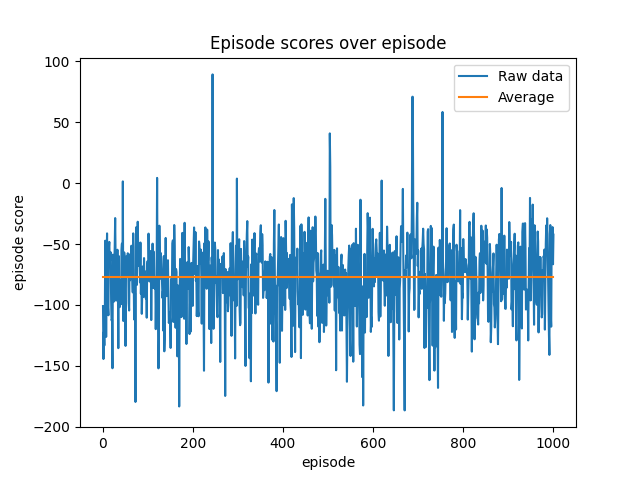 Episode scores over episode
Raw data
Average
episode score
100
50
0
−50
−100
−150
−200
0
200
400
600
800
1000
episode